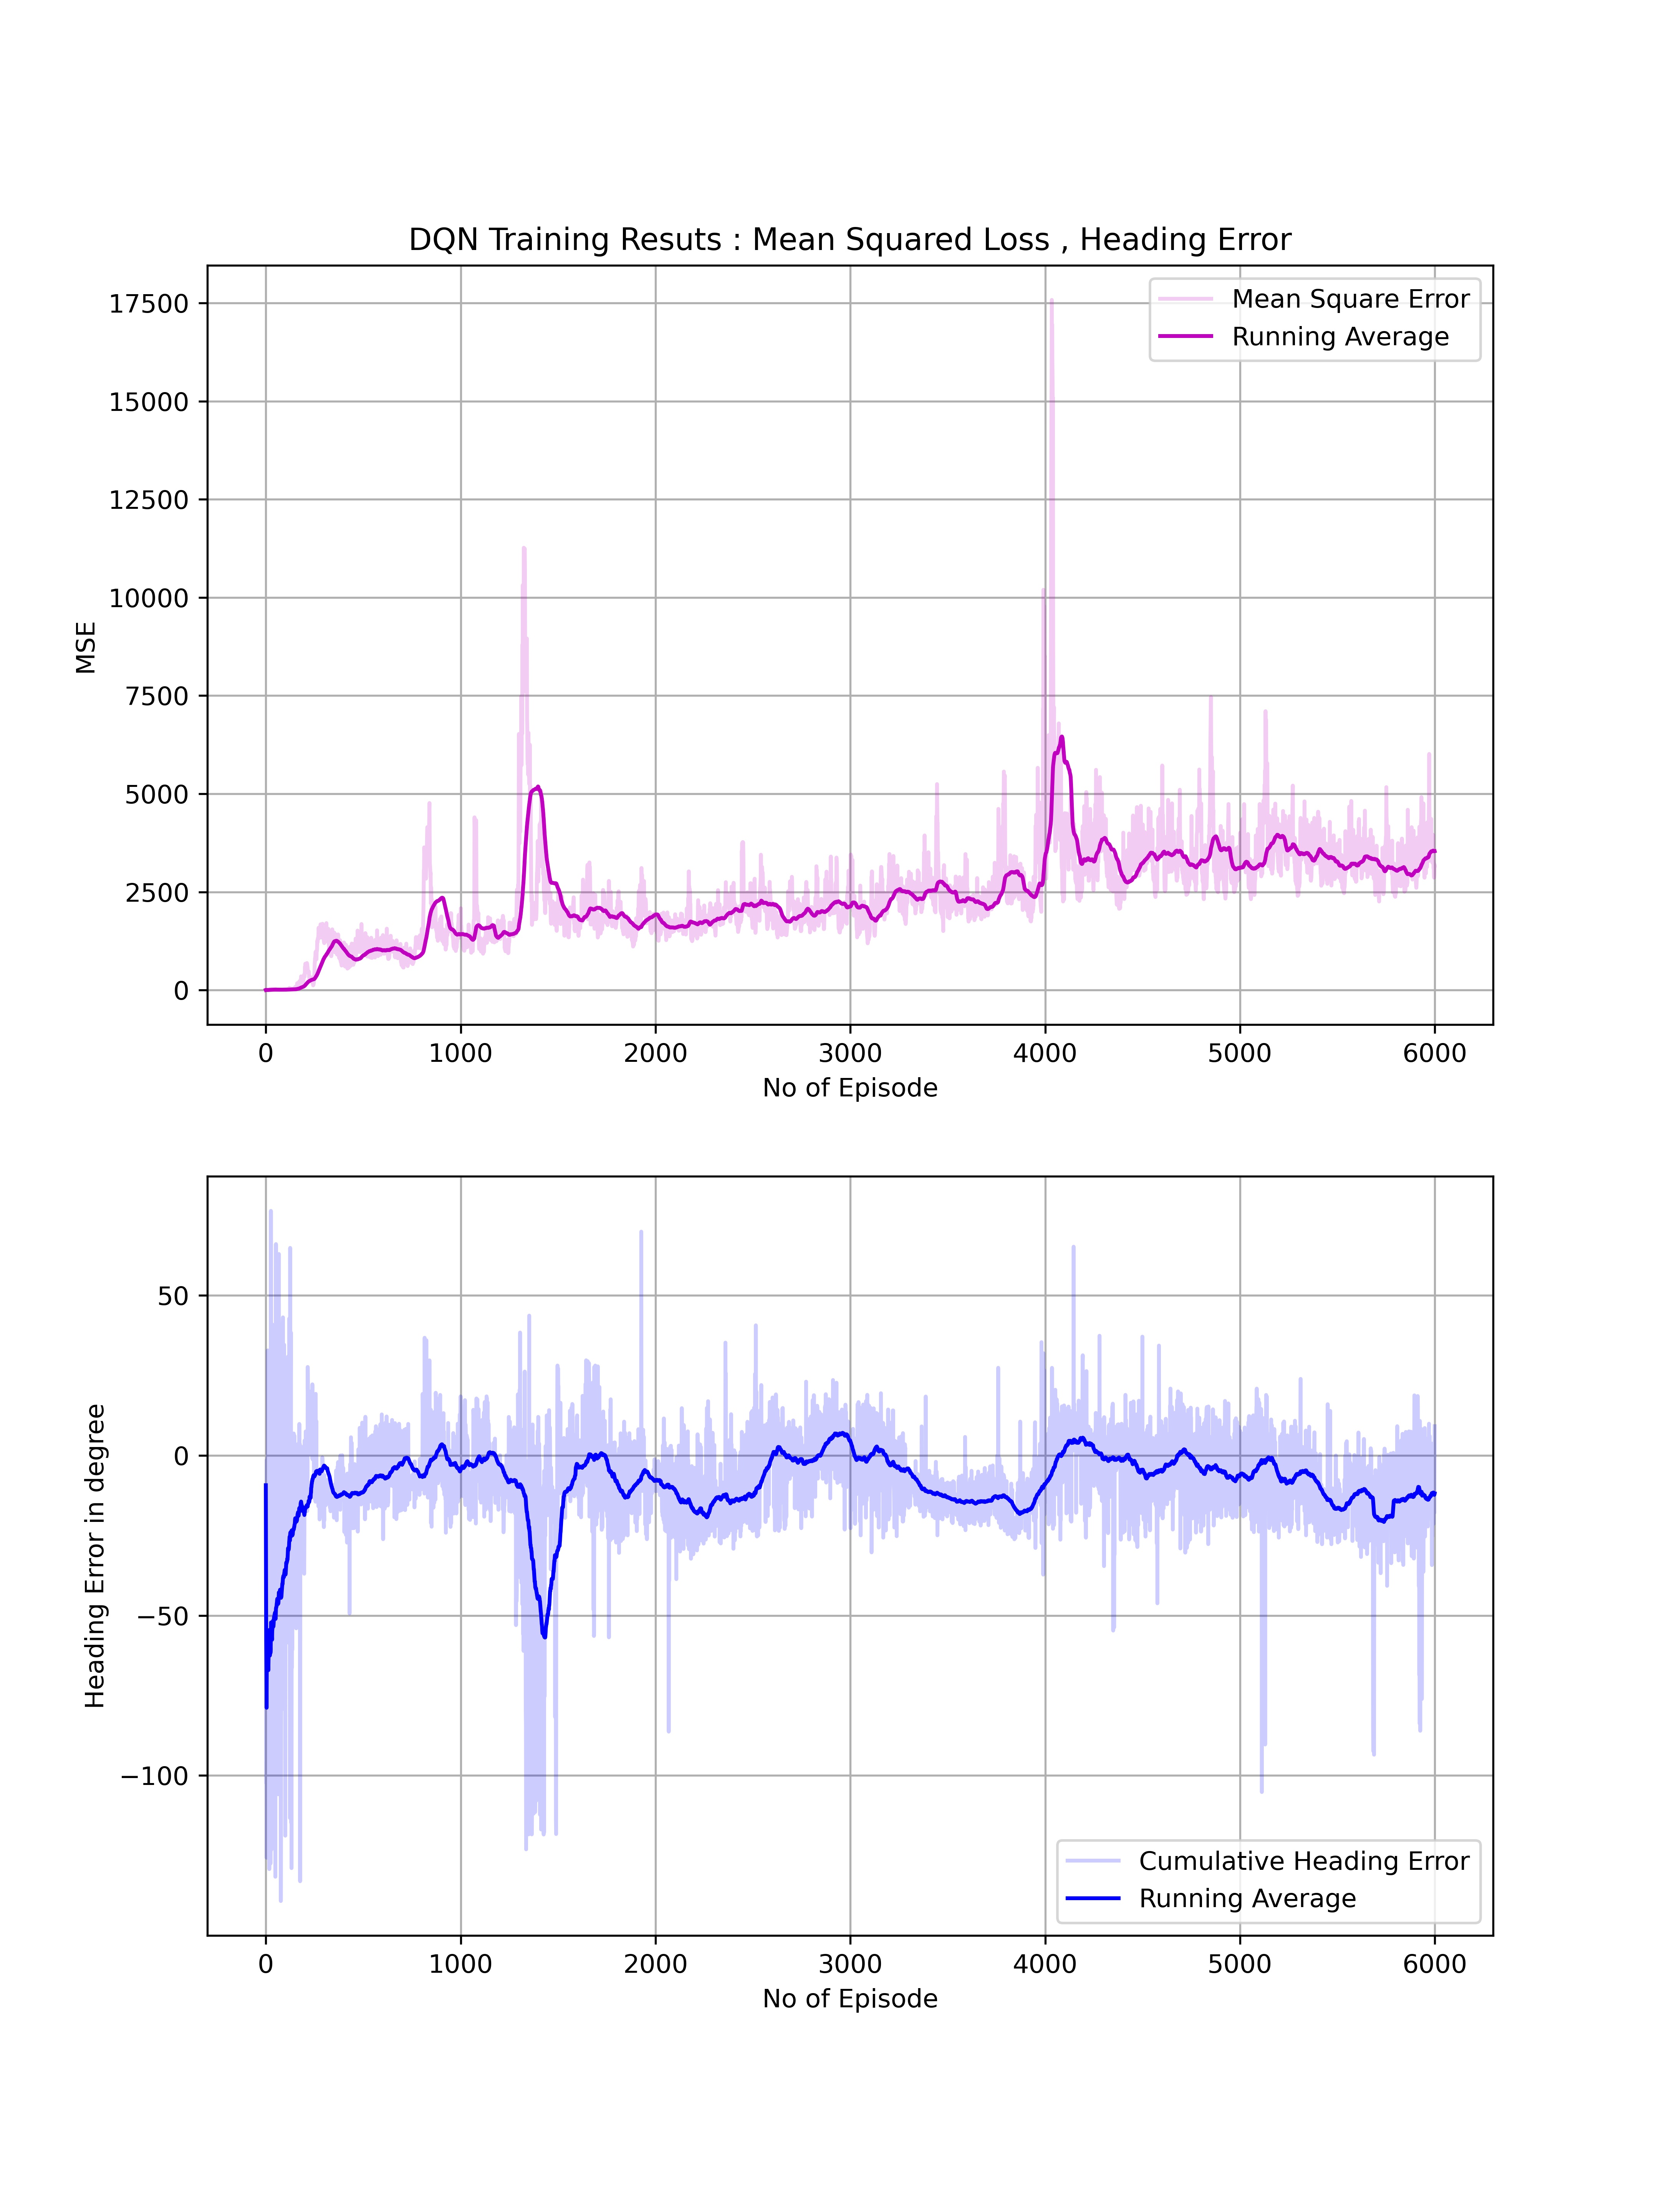 DQN Training Resuts : Mean Squared Loss , Heading Error
Mean Square Error
Running Average
17500
15000
12500
10000
7500
5000
2500
0
MSE
0 1000 2000 3000 4000 5000 6000
No of Episode
50
0
−50
−100
Heading Error in degree
Cumulative Heading Error
Running Average
0 1000 2000 3000 4000 5000 6000
No of Episode